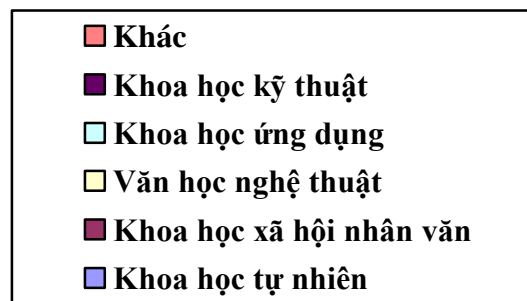 Khác
Khoa học kỹ thuật
Khoa học ứng dụng
Văn học nghệ thuật
Khoa học xã hội nhân văn
Khoa học tự nhiên